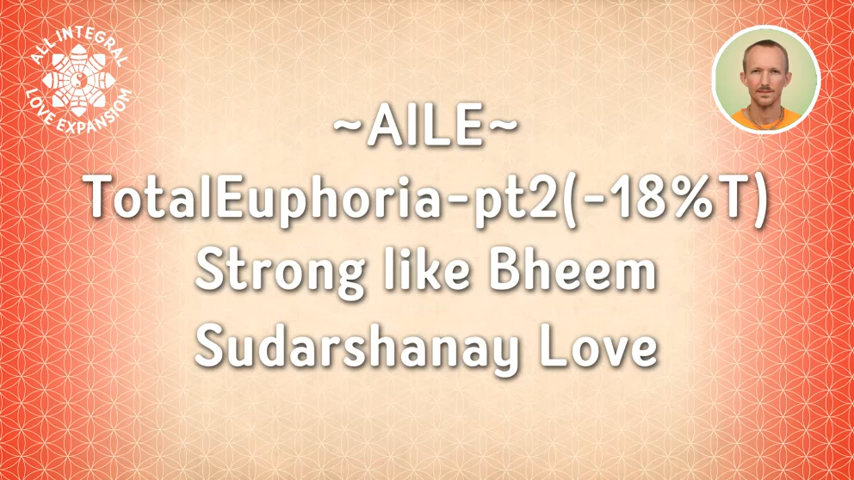 ALL INTEGRAL
LOVE EXPANSION
~AILE~
TotalEuphoria-pt2(-18%T)
Strong like Bheem
Sudarshanay Love